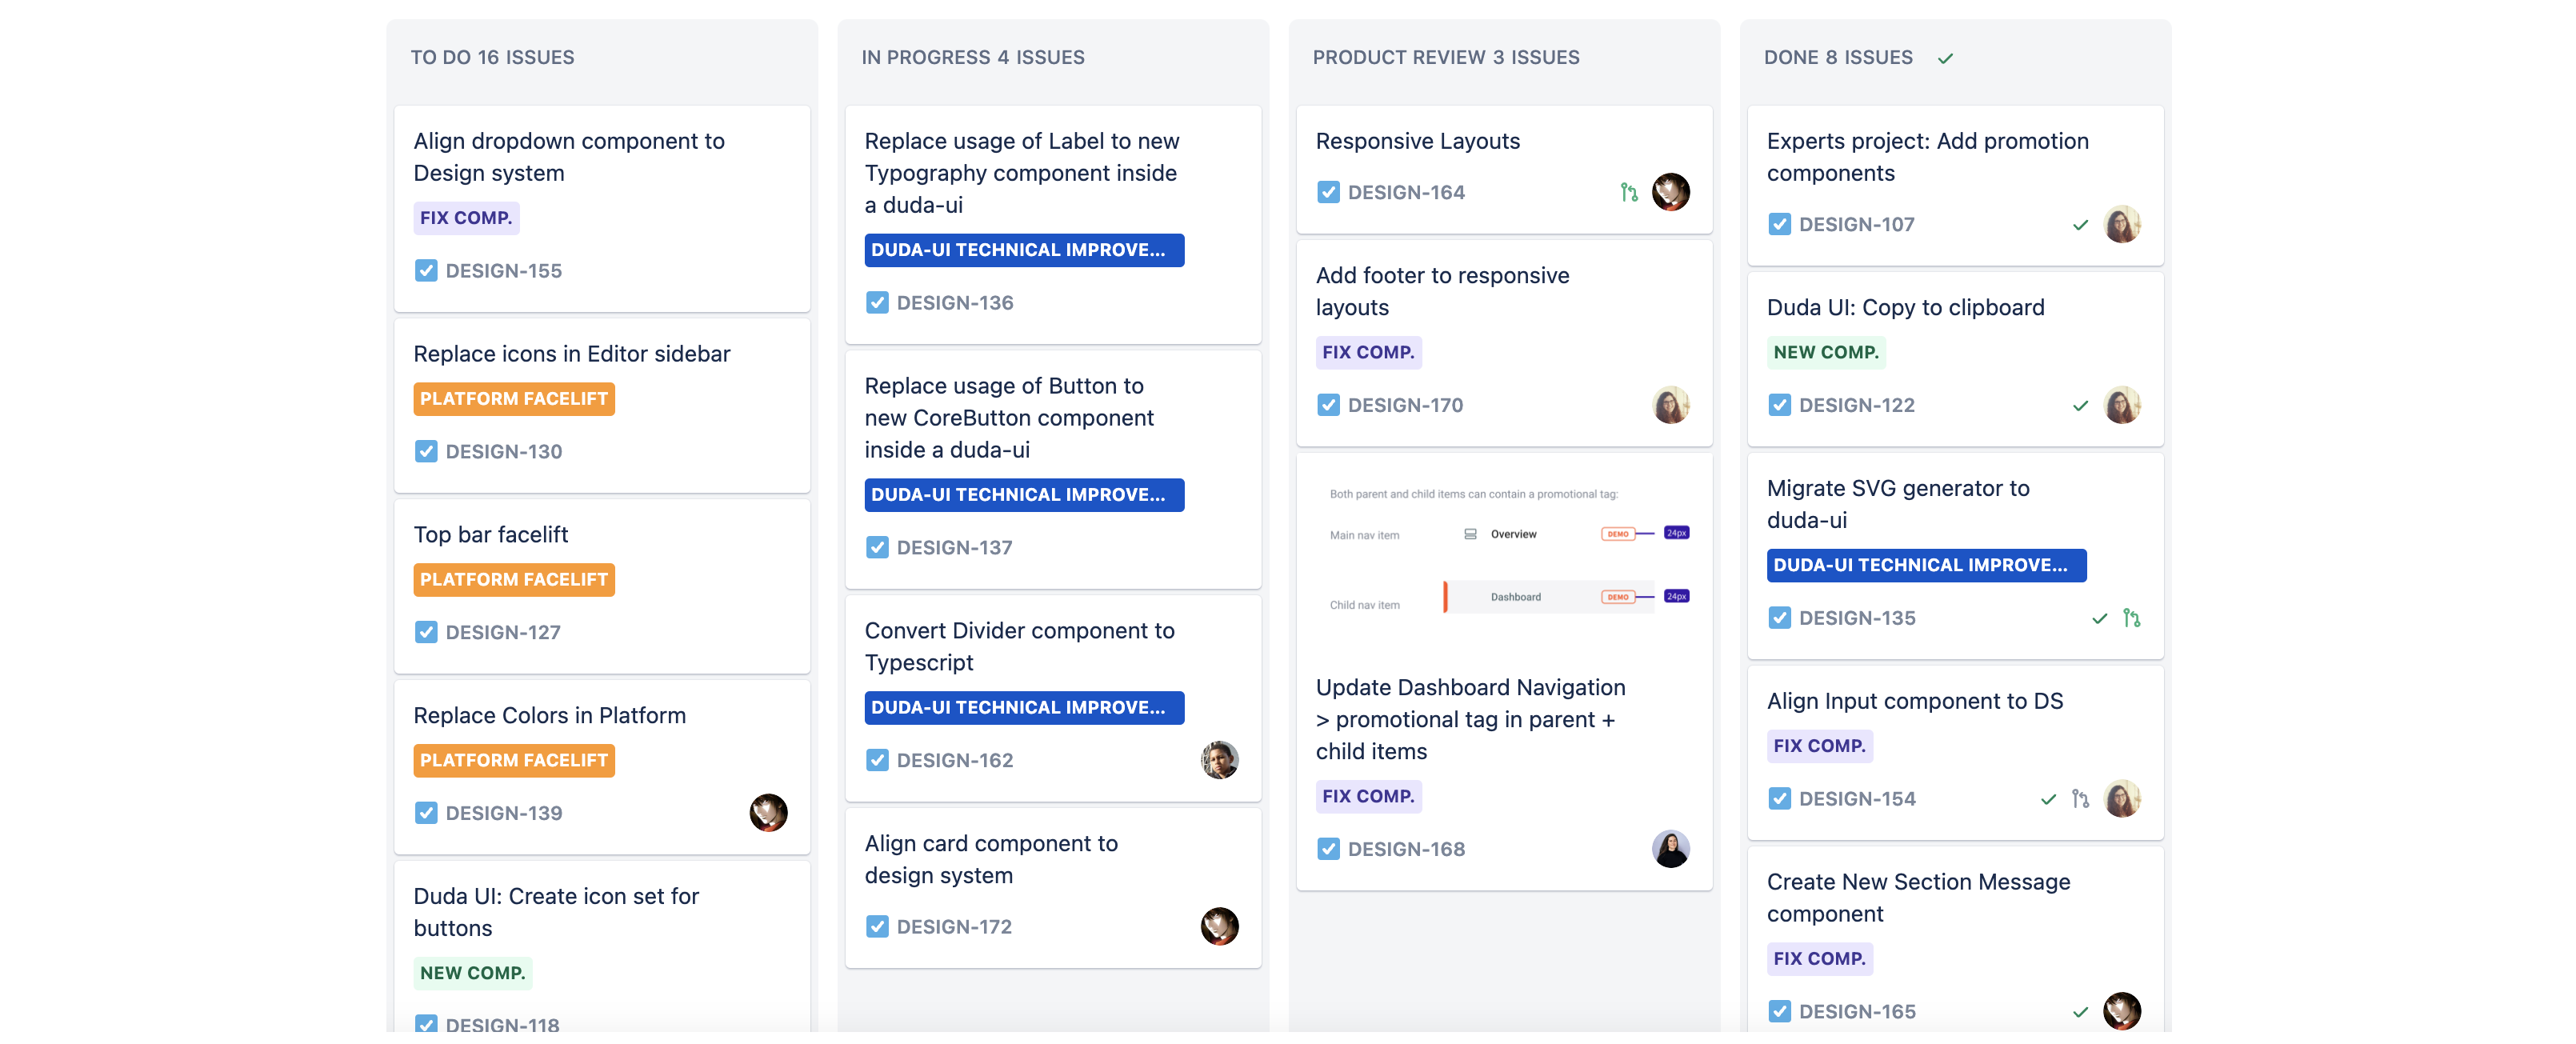 TO DO 16 ISSUES
Align dropdown component to
Design system
FIX COMP.
DESIGN-155
Replace icons in Editor sidebar
PLATFORM FACELIFT
DESIGN-130
Top bar facelift
PLATFORM FACELIFT
DESIGN-127
Replace Colors in Platform
PLATFORM FACELIFT
DESIGN-139
Duda UI: Create icon set for
buttons
NEW COMP.
DESIGN-118
IN PROGRESS 4 ISSUES
Replace usage of Label to new
Typography component inside
a duda-ui
DUDA-UI TECHNICAL IMPROVE...
DESIGN-136
Replace usage of Button to
new CoreButton component
inside a duda-ui
DUDA-UI TECHNICAL IMPROVE...
DESIGN-137
Convert Divider component to
Typescript
DUDA-UI TECHNICAL IMPROVE...
DESIGN-162
Align card component to
design system
DESIGN-172
PRODUCT REVIEW 3 ISSUES
Responsive Layouts
DESIGN-164
Add footer to responsive
layouts
FIX COMP.
DESIGN-170
Both parent and child items can contain a promotional tag:
Main nav item Overview DEMO 24px
Child nav item Dashboard DEMO 24px
Update Dashboard Navigation
> promotional tag in parent +
child items
FIX COMP.
DESIGN-168
DONE 8 ISSUES
Experts project: Add promotion
components
DESIGN-107
Duda UI: Copy to clipboard
NEW COMP.
DESIGN-122
Migrate SVG generator to
duda-ui
DUDA-UI TECHNICAL IMPROVE...
DESIGN-135
Align Input component to DS
FIX COMP.
DESIGN-154
Create New Section Message
component
FIX COMP.
DESIGN-165